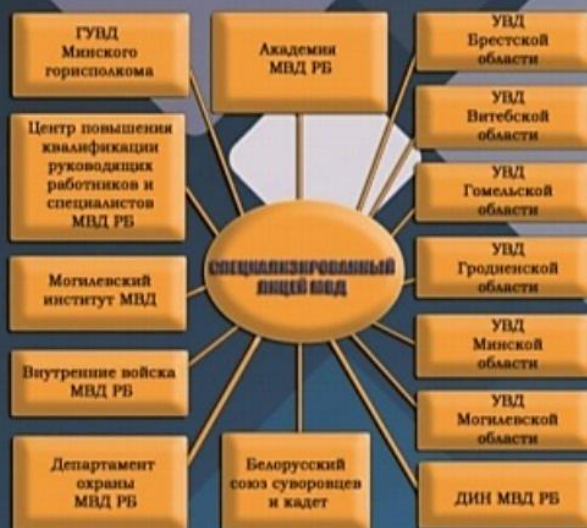 ГУВД
Минского
горисполкома
Академия
МВД РБ
УВД
Брестской
области
Центр повышения
квалификации
руководящих
работников и
специалистов
МВД РБ
УВД
Витебской
области
УВД
Гомельской
области
СПЕЦИАЛИЗИРОВАННЫЙ
ЛИЦЕЙ МВД
Могилевский
институт МВД
УВД
Гродненской
области
УВД
Минской
области
Внутренние войска
МВД РБ
УВД
Могилевской
области
Департамент
охраны
МВД РБ
Белорусский
союз суворовцев
и кадет
ДИН МВД РБ